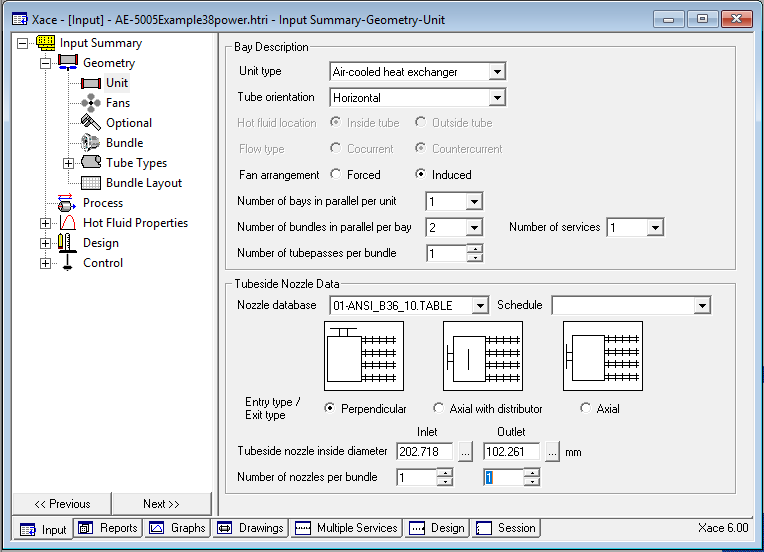 Xace - [Input] - AE-5005Example38power.htri - Input Summary-Geometry-Unit
Input Summary
Geometry
Unit
Fans
Optional
Bundle
Tube Types
Bundle Layout
Process
Hot Fluid Properties
Design
Control
<< Previous
Next >>
Bay Description
Unit type Air-cooled heat exchanger
Tube orientation Horizontal
Hot fluid location Inside tube Outside tube
Flow type Cocurrent Countercurrent
Fan arrangement Forced Induced
Number of bays in parallel per unit 1
Number of bundles in parallel per bay 2 Number of services 1
Number of tubepasses per bundle 1
Tubeside Nozzle Data
Nozzle database 01-ANSI_B36_10.TABLE Schedule
Entry type /
Exit type
Perpendicular Axial with distributor Axial
Inlet Outlet
Tubeside nozzle inside diameter 202.718 ... 102.261 ... mm
Number of nozzles per bundle 1 1
Input Reports Graphs Drawings Multiple Services Design Session Xace 6.00